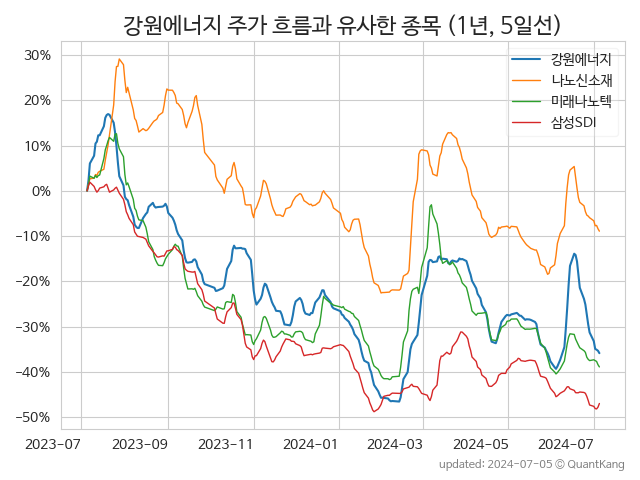 강원에너지 주가 흐름과 유사한 종목 (1년, 5일선)
강원에너지
나노신소재
미래나노텍
삼성SDI
30%
20%
10%
0%
−10%
−20%
−30%
−40%
−50%
2023-07 2023-09 2023-11 2024-01 2024-03 2024-05 2024-07
updated: 2024-07-05 © QuantKang